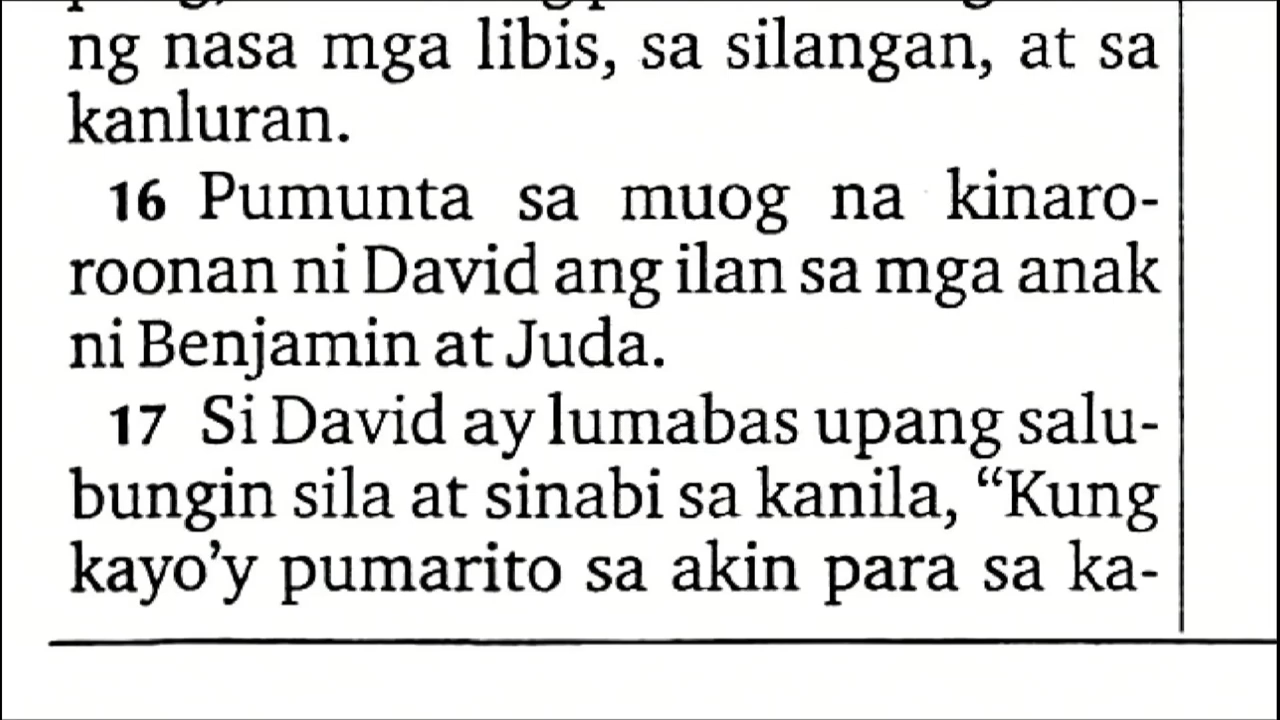 ng nasa mga libis, sa silangan, at sa
kanluran.
16 Pumunta sa muog na kinaro-
roonan ni David ang ilan sa mga anak
ni Benjamin at Juda.
17 Si David ay lumabas upang salu-
bungin sila at sinabi sa kanila, “Kung
kayo’y pumarito sa akin para sa ka-